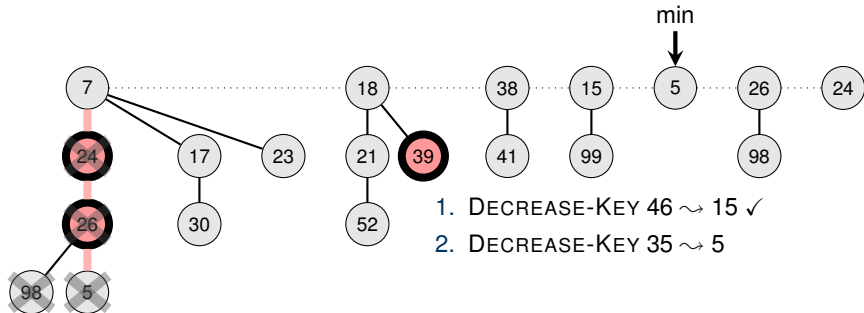 min
7 18 38 15 5 26 24
24 17 23 21 39 41 99 98
26 30 52
1. DECREASE-KEY 46 ⤳ 15 ✓
2. DECREASE-KEY 35 ⤳ 5
98 5